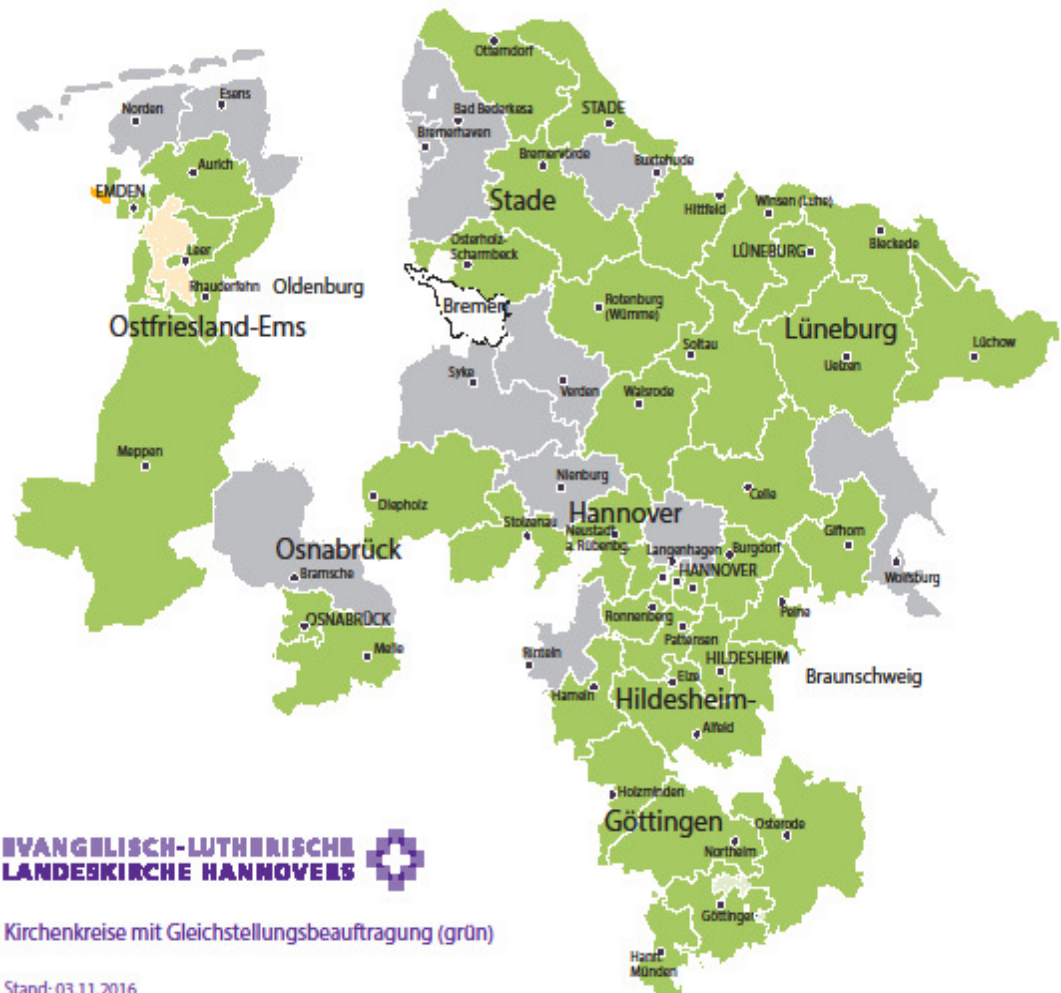 Otterndorf
Esens
Norden
Bad Bederkesa
STADE
Bremerhaven
Bremervörde
Buxtehude
Aurich
EMDEN
Stade
Hittfeld
Winsen (Luhe)
Bleckede
Osterholz-
Scharmbeck
LÜNEBURG
Leer
Rhauderfehn
Oldenburg
Bremen
Rotenburg
(Wümme)
Ostfriesland-Ems
Lüneburg
Soltau
Lüchow
Uelzen
Syke
Verden
Walsrode
Meppen
Nienburg
Celle
Diepholz
Hannover
Stolzenau
Neustadt
a. Rübenbg.
Gifhorn
Osnabrück
Langenhagen
Burgdorf
Bramsche
HANNOVER
Wolfsburg
Ronnenberg
Peine
OSNABRÜCK
Pattensen
Melle
Rinteln
HILDESHEIM
Elze
Braunschweig
Hameln
Hildesheim-
Alfeld
Holzminden
Göttingen
Osterode
Northeim
Göttingen
Hann.
Münden
EVANGELISCH-LUTHERISCHE
LANDESKIRCHE HANNOVERS
Kirchenkreise mit Gleichstellungsbeauftragung (grün)
Stand: 03.11.2016